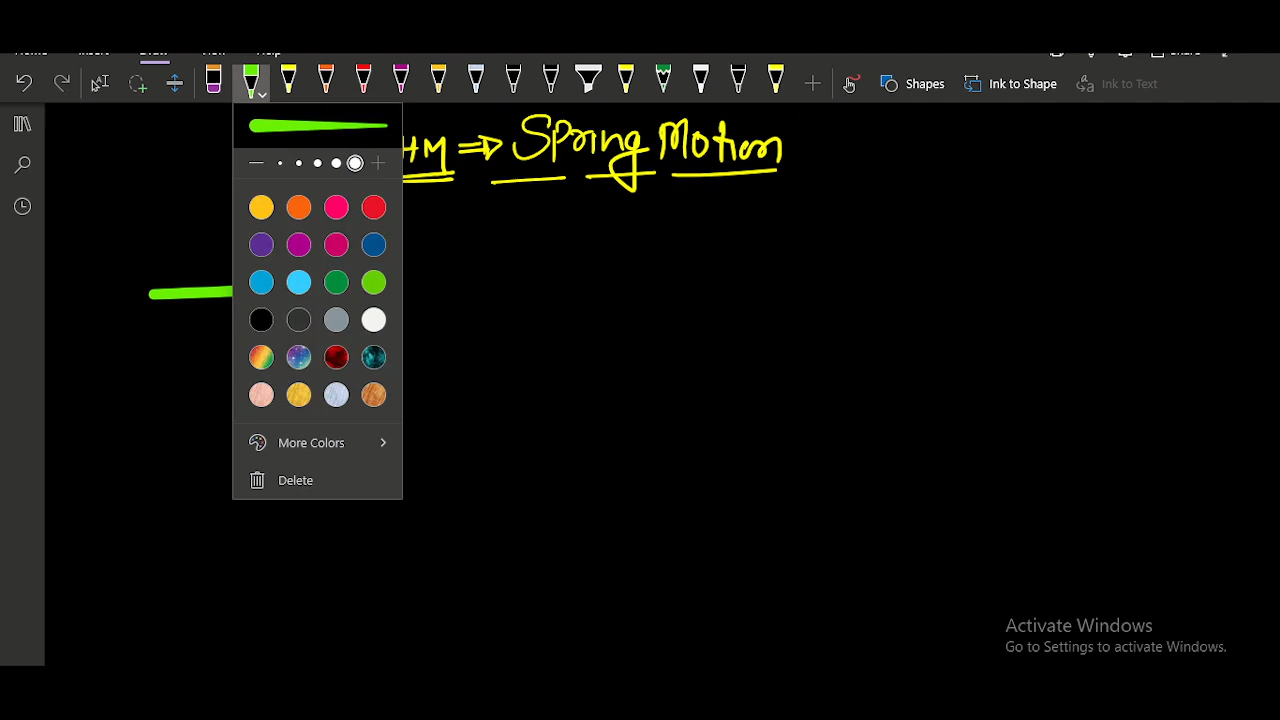 Shapes
Ink to Shape
Ink to Text
HM ⇒ Spring Motion
More Colors
Delete
Activate Windows
Go to Settings to activate Windows.